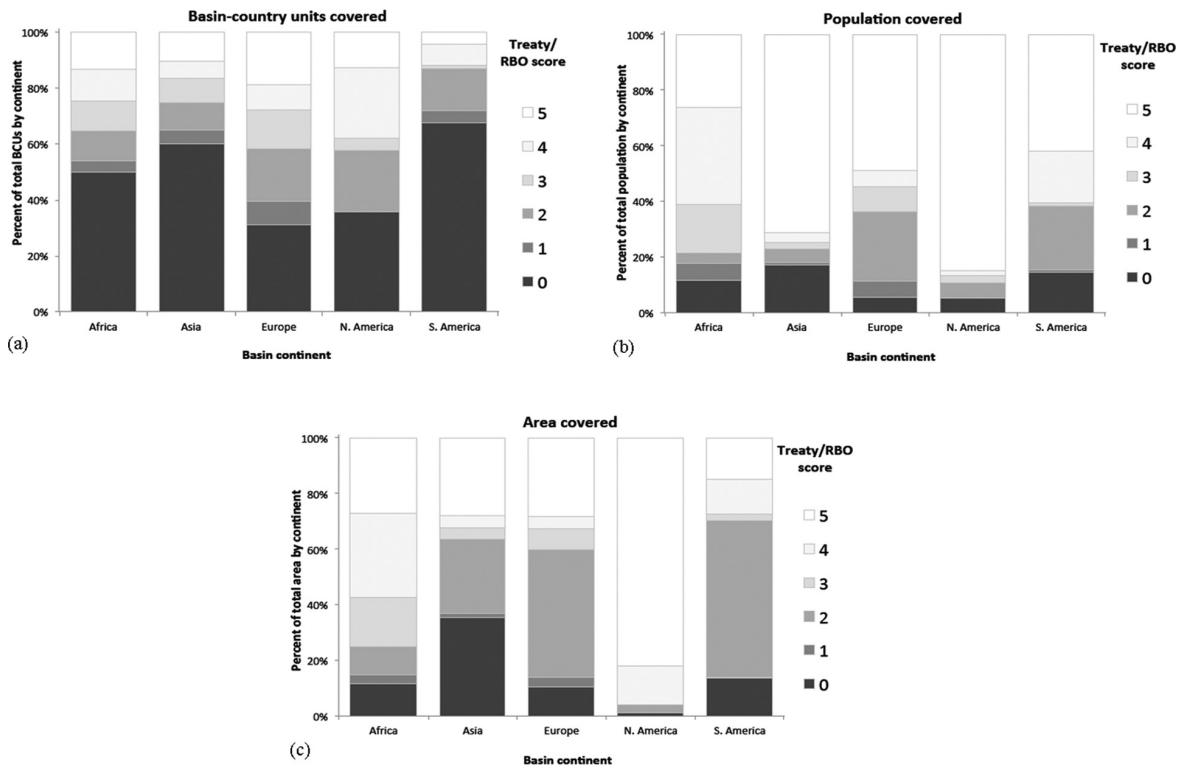 Basin-country units covered
100%
80%
60%
40%
20%
0%
Percent of total BCUs by continent
Africa
Asia
Europe
N. America
S. America
Basin continent
Treaty/
RBO score
5
4
3
2
1
0
(a)
Population covered
100%
80%
60%
40%
20%
0%
Percent of total population by continent
Africa
Asia
Europe
N. America
S. America
Basin continent
Treaty/RBO
score
5
4
3
2
1
0
(b)
Area covered
100%
80%
60%
40%
20%
0%
Percent of total area by continent
Africa
Asia
Europe
N. America
S. America
Basin continent
Treaty/RBO
score
5
4
3
2
1
0
(c)